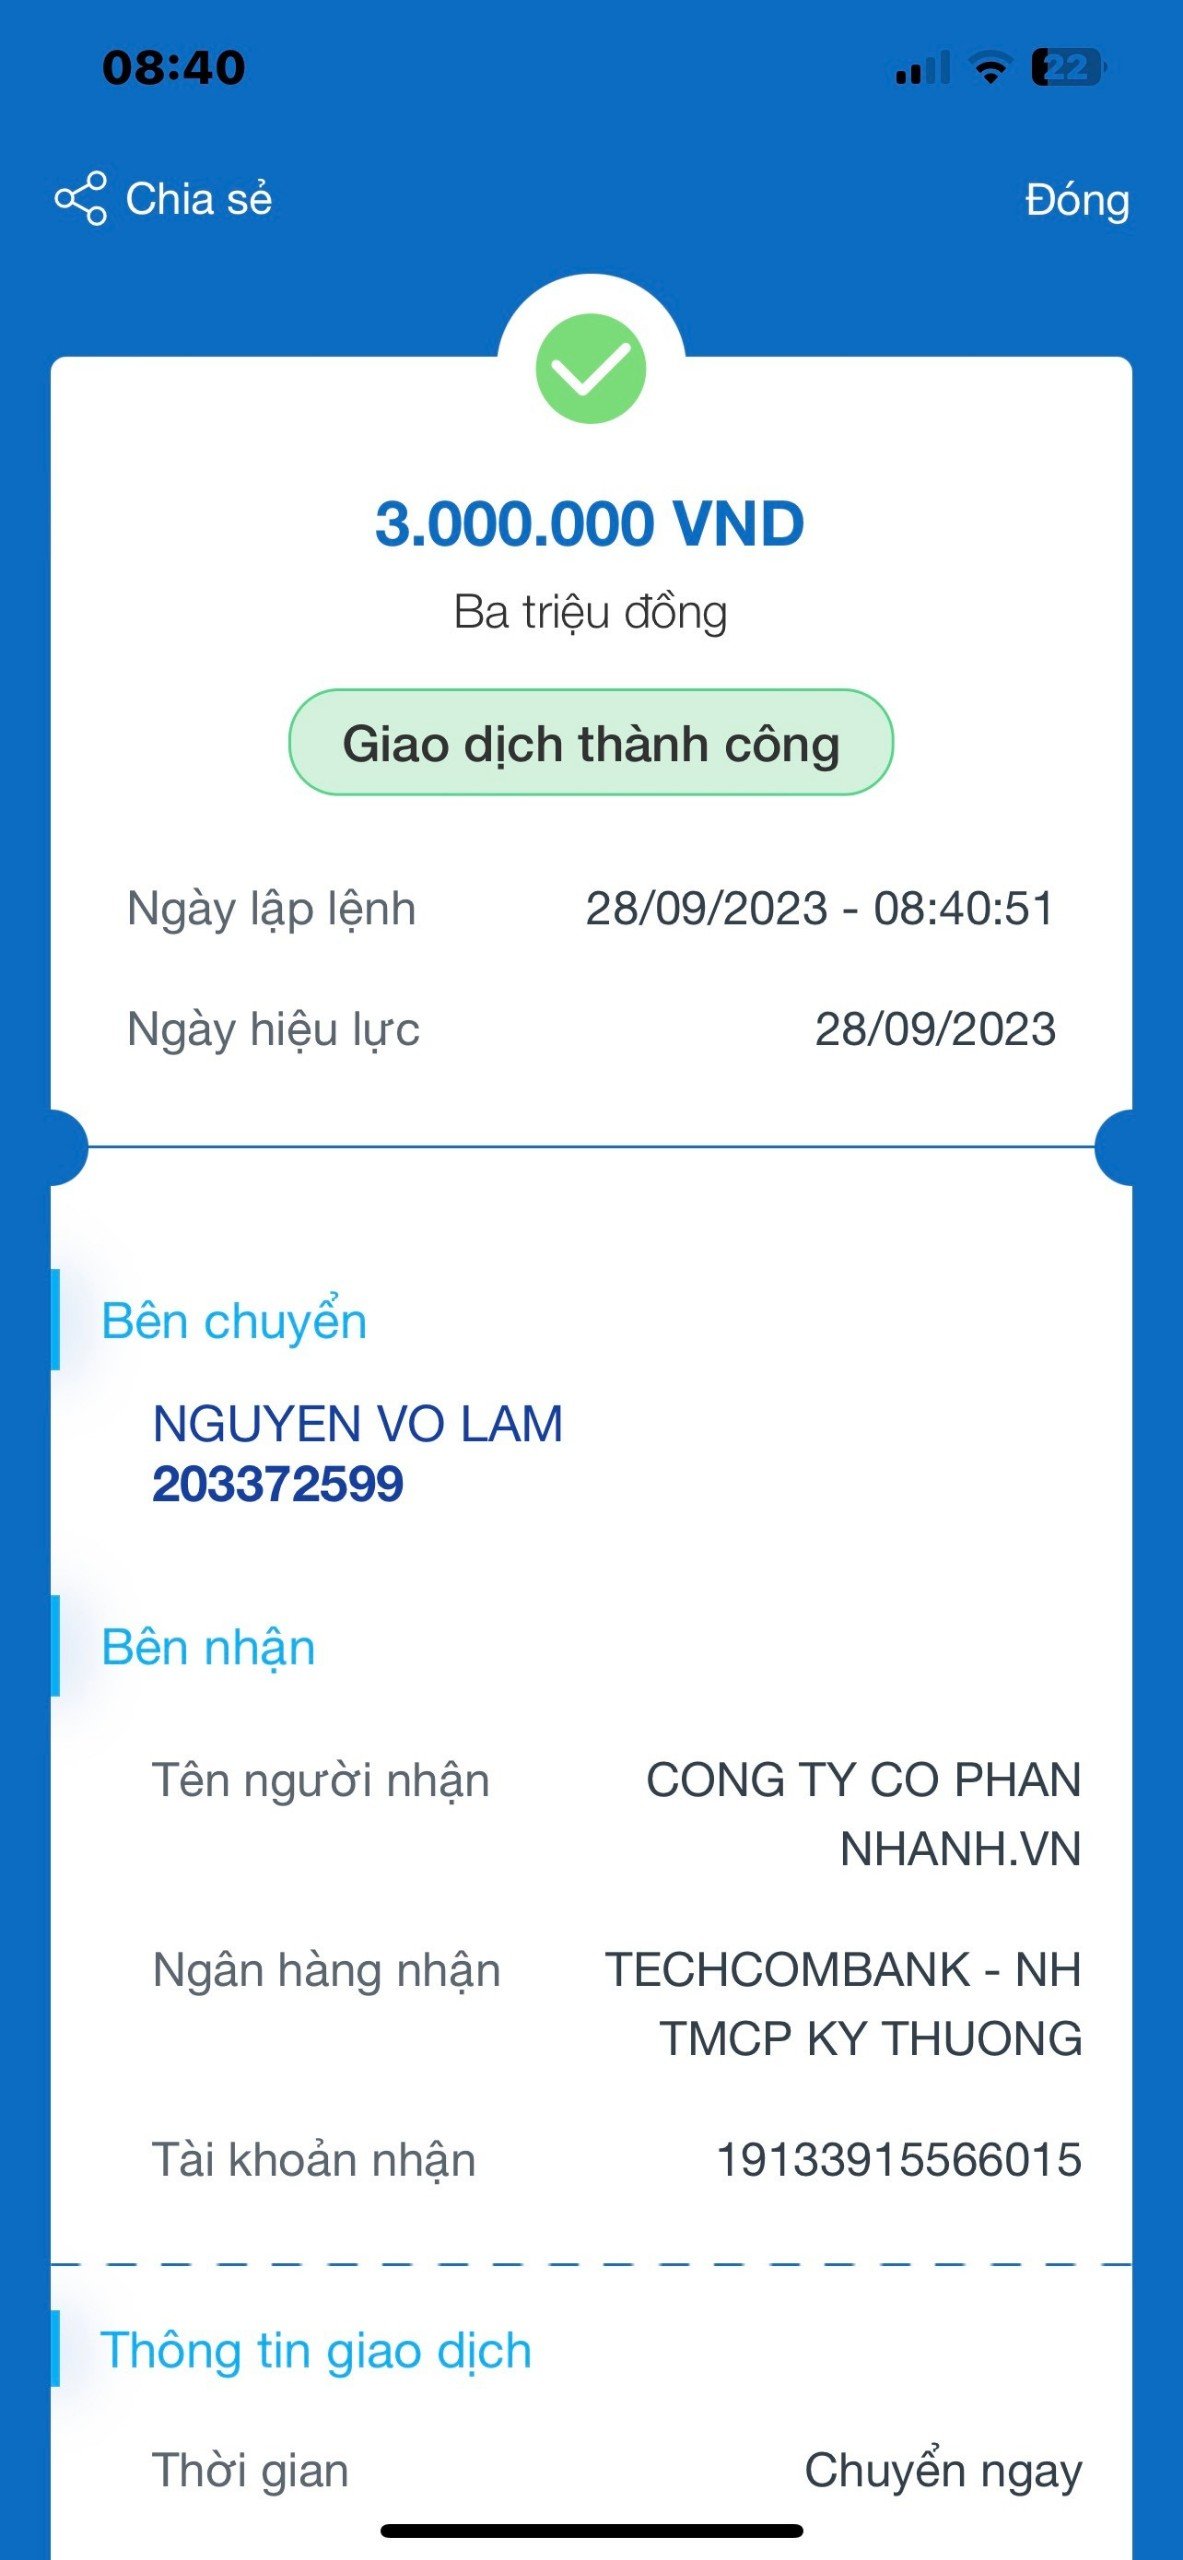 08:40
22
Chia sẻ
Đóng
3.000.000 VND
Ba triệu đồng
Giao dịch thành công
Ngày lập lệnh 28/09/2023 - 08:40:51
Ngày hiệu lực 28/09/2023
Bên chuyển
NGUYEN VO LAM
203372599
Bên nhận
Tên người nhận CONG TY CO PHAN
NHANH.VN
Ngân hàng nhận TECHCOMBANK - NH
TMCP KY THUONG
Tài khoản nhận 19133915566015
Thông tin giao dịch
Thời gian Chuyển ngay